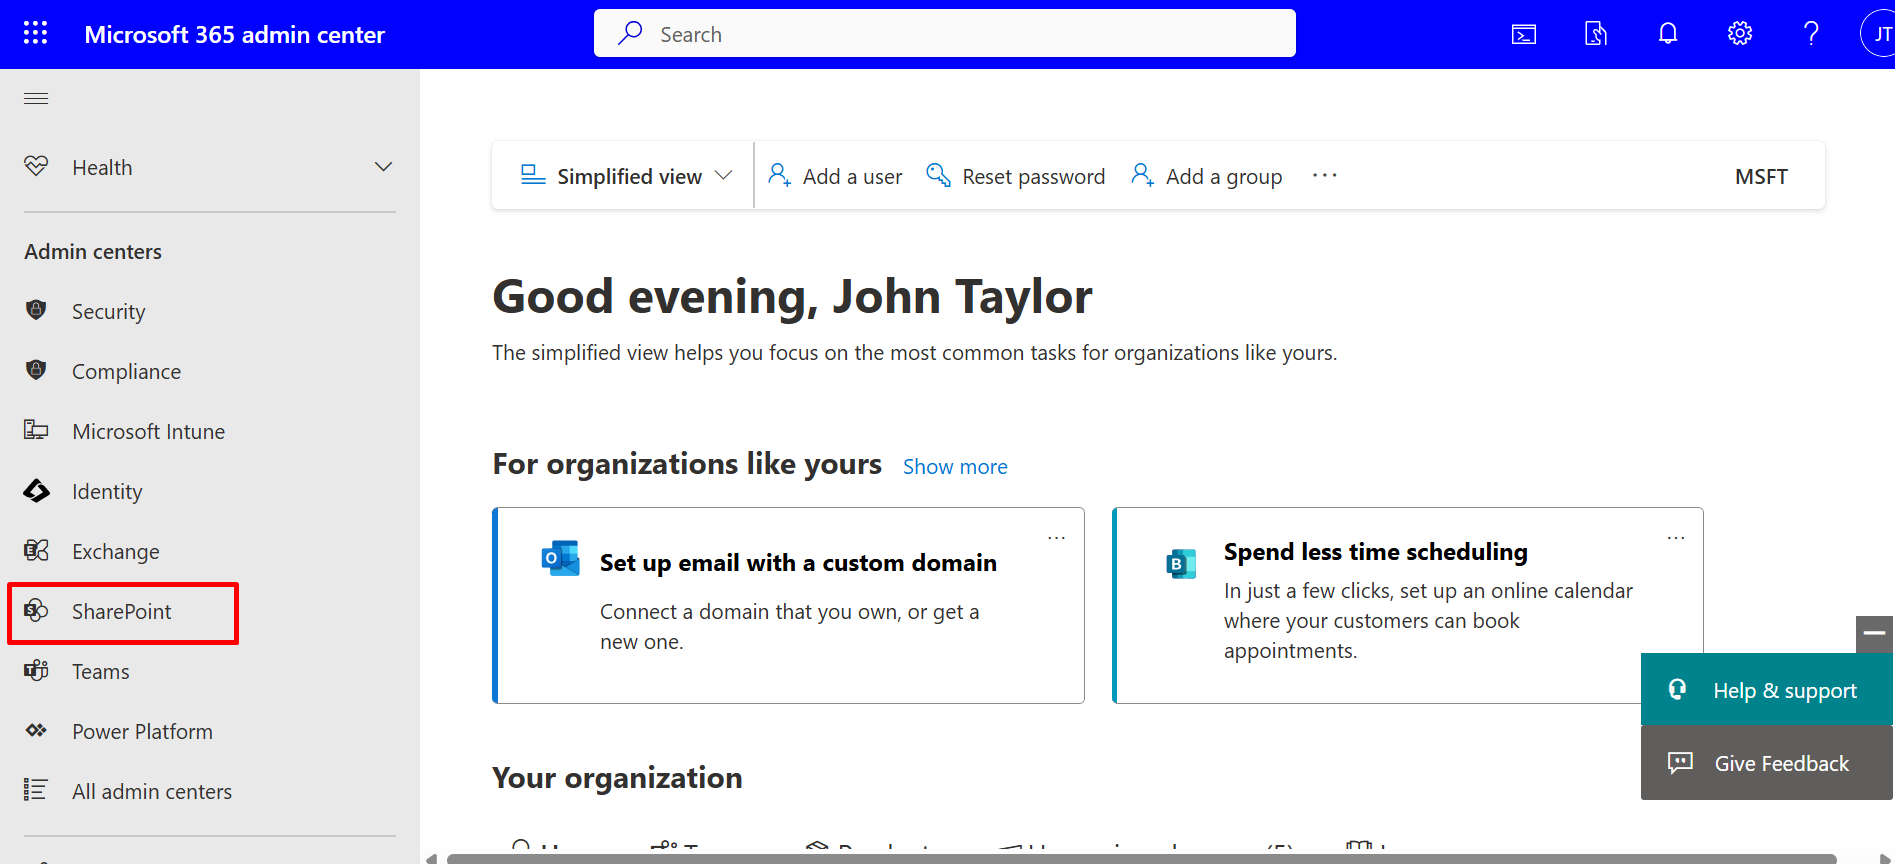 Microsoft 365 admin center
Search
JT
Health
Admin centers
Security
Compliance
Microsoft Intune
Identity
Exchange
SharePoint
Teams
Power Platform
All admin centers
Simplified view
Add a user
Reset password
Add a group
MSFT
Good evening, John Taylor
The simplified view helps you focus on the most common tasks for organizations like yours.
For organizations like yours Show more
Set up email with a custom domain
Connect a domain that you own, or get a
new one.
Spend less time scheduling
In just a few clicks, set up an online calendar
where your customers can book
appointments.
Help & support
Give Feedback
Your organization